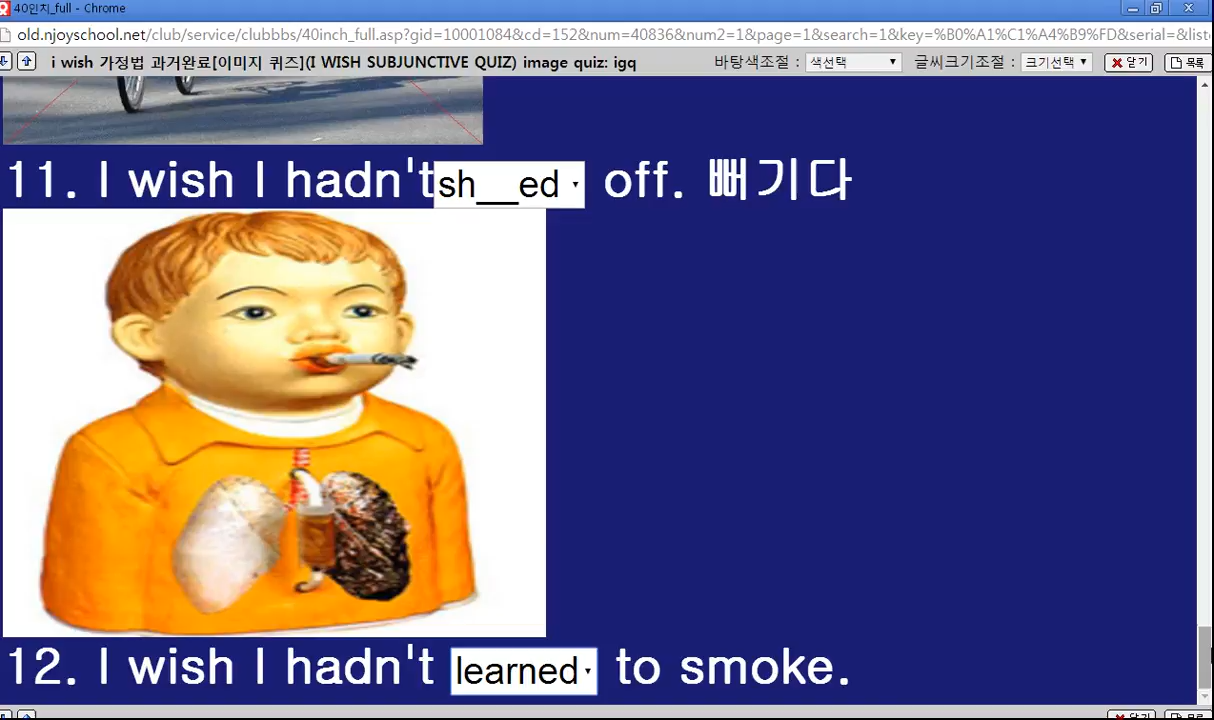 40인치_full - Chrome
old.njoyschool.net/club/service/clubbbs/40inch_full.asp?gid=10001084&cd=152&num=40836&num2=1&page=1&search=1&key=%B0%A1%C1%A4%B9%FD&serial=&list
i wish 가정법 과거완료[이미지 퀴즈](I WISH SUBJUNCTIVE QUIZ) image quiz: igq 바탕색조절 : 색선택 글씨크기조절 : 크기선택 닫기 목록
11. I wish I hadn't sh__ed off. 뻐기다
12. I wish I hadn't learned to smoke.